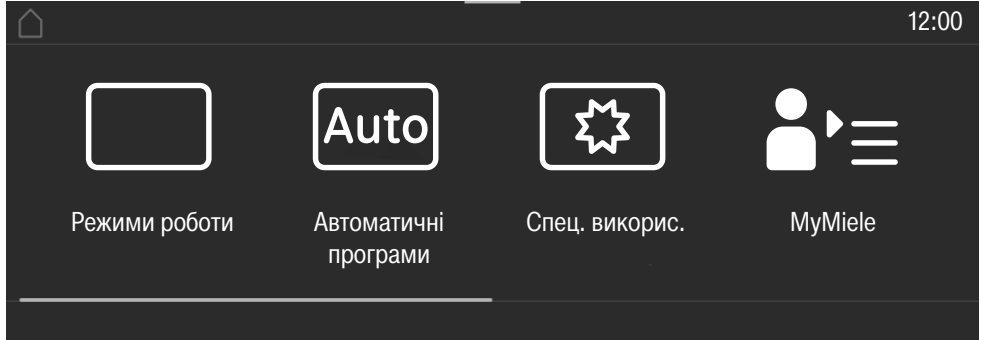 12:00
Auto
Режими роботи
Автоматичні
програми
Спец. викорис.
MyMiele